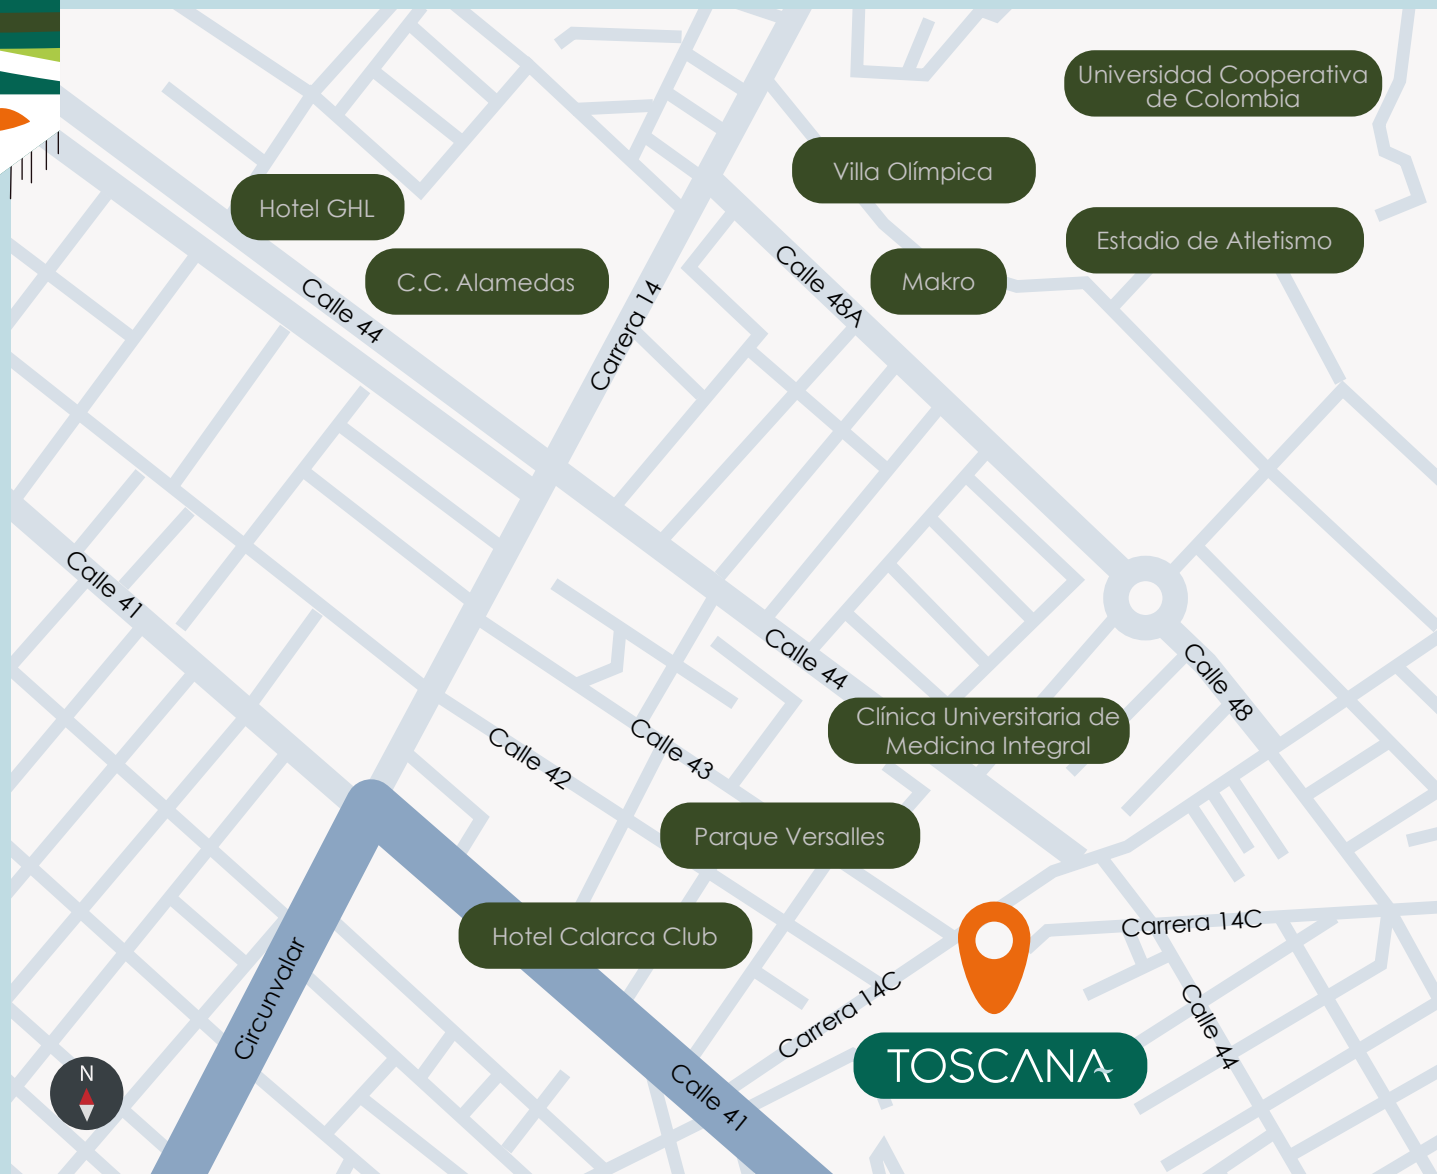 Universidad Cooperativa
de Colombia
Villa Olímpica
Hotel GHL
Estadio de Atletismo
C.C. Alamedas
Makro
Calle 48A
Calle 44
Carrera 14
Calle 41
Calle 44
Calle 48
Clínica Universitaria de
Medicina Integral
Calle 42
Calle 43
Parque Versalles
Hotel Calarca Club
Carrera 14C
Circunvalar
Carrera 14C
Calle 44
N
TOSCANA
Calle 41